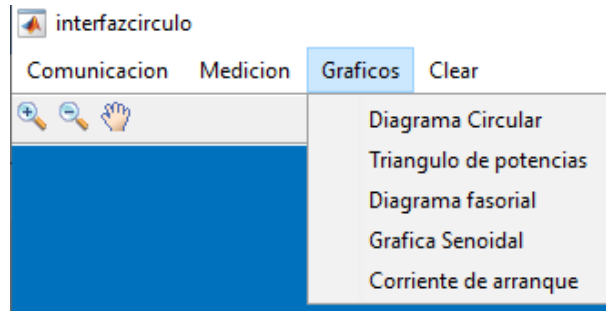 interfazcirculo
Comunicacion Medicion Graficos Clear
Diagrama Circular
Triangulo de potencias
Diagrama fasorial
Grafica Senoidal
Corriente de arranque